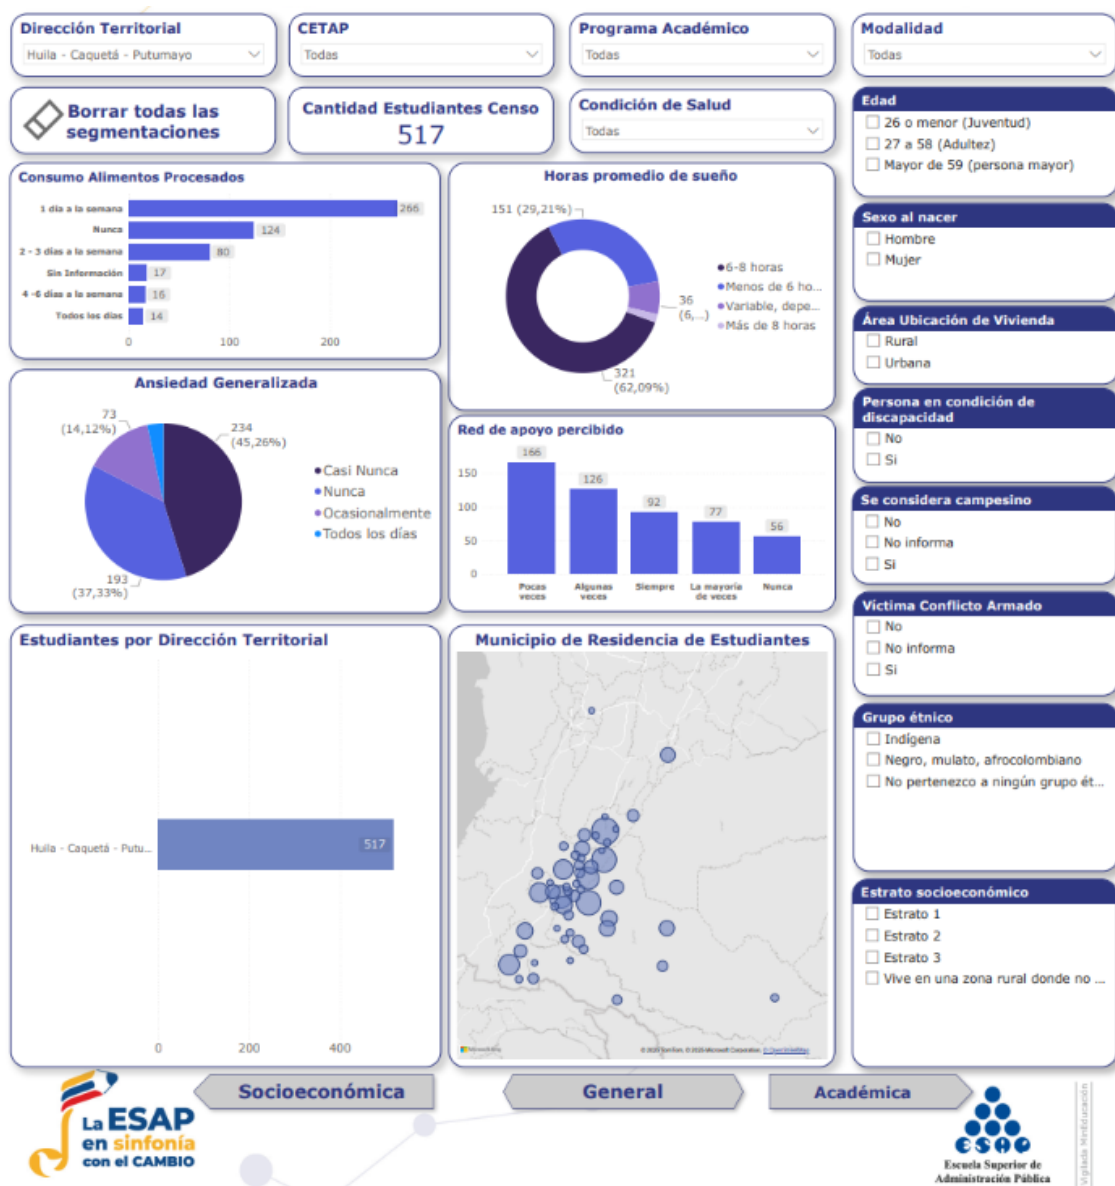 Dirección Territorial
Huila - Caquetá - Putumayo
CETAP
Todas
Programa Académico
Todas
Modalidad
Todas
Borrar todas las
segmentaciones
Cantidad Estudiantes Censo
517
Condición de Salud
Todas
Edad
26 o menor (Juventud)
27 a 58 (Adultez)
Mayor de 59 (persona mayor)
Consumo Alimentos Procesados
1 día a la semana
266
Nunca
124
2 - 3 días a la semana
80
Sin Información
17
4 -6 días a la semana
16
Todos los días
14
0
100
200
Horas promedio de sueño
151 (29,21%)
36
(6,...)
321
(62,09%)
6-8 horas
Menos de 6 ho...
Variable, depe...
Más de 8 horas
Sexo al nacer
Hombre
Mujer
Área Ubicación de Vivienda
Rural
Urbana
Ansiedad Generalizada
73
(14,12%)
234
(45,26%)
193
(37,33%)
Casi Nunca
Nunca
Ocasionalmente
Todos los días
Red de apoyo percibido
150
100
50
0
166
126
92
77
56
Pocas
veces
Algunas
veces
Siempre
La mayoría
de veces
Nunca
Persona en condición de
discapacidad
No
Si
Se considera campesino
No
No informa
Si
Víctima Conflicto Armado
No
No informa
Si
Estudiantes por Dirección Territorial
Huila - Caquetá - Putu...
517
0
200
400
Municipio de Residencia de Estudiantes
Grupo étnico
Indígena
Negro, mulato, afrocolombiano
No pertenezco a ningún grupo ét...
Estrato socioeconómico
Estrato 1
Estrato 2
Estrato 3
Vive en una zona rural donde no ...
Socioeconómica
General
Académica
La ESAP
en sinfonía
con el CAMBIO
ESAP
Escuela Superior de
Administración Pública
Vigilada MinEducación